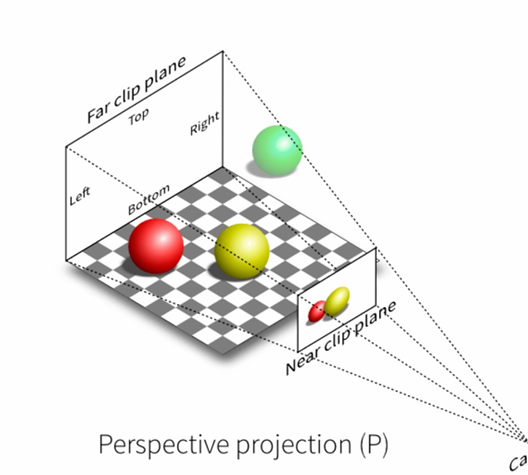 Far clip plane
Top
Right
Left
Bottom
Near clip plane
Perspective projection (P)